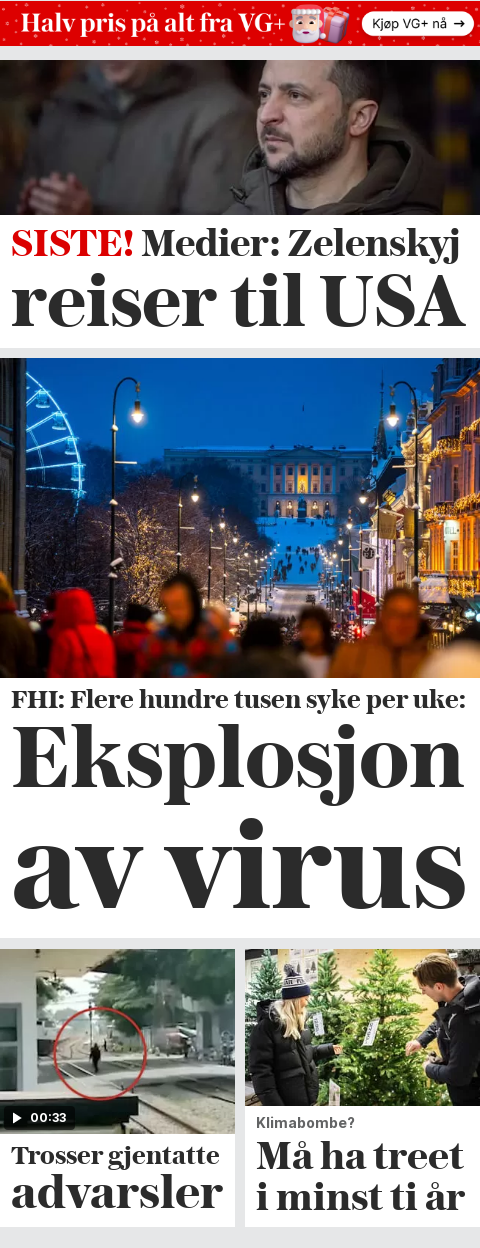 Halv pris på alt fra VG+
Kjøp VG+ nå →
SISTE! Medier: Zelenskyj
reiser til USA
FHI: Flere hundre tusen syke per uke:
Eksplosjon
av virus
00:33
Trosser gjentatte
advarsler
Klimabombe?
Må ha treet
i minst ti år